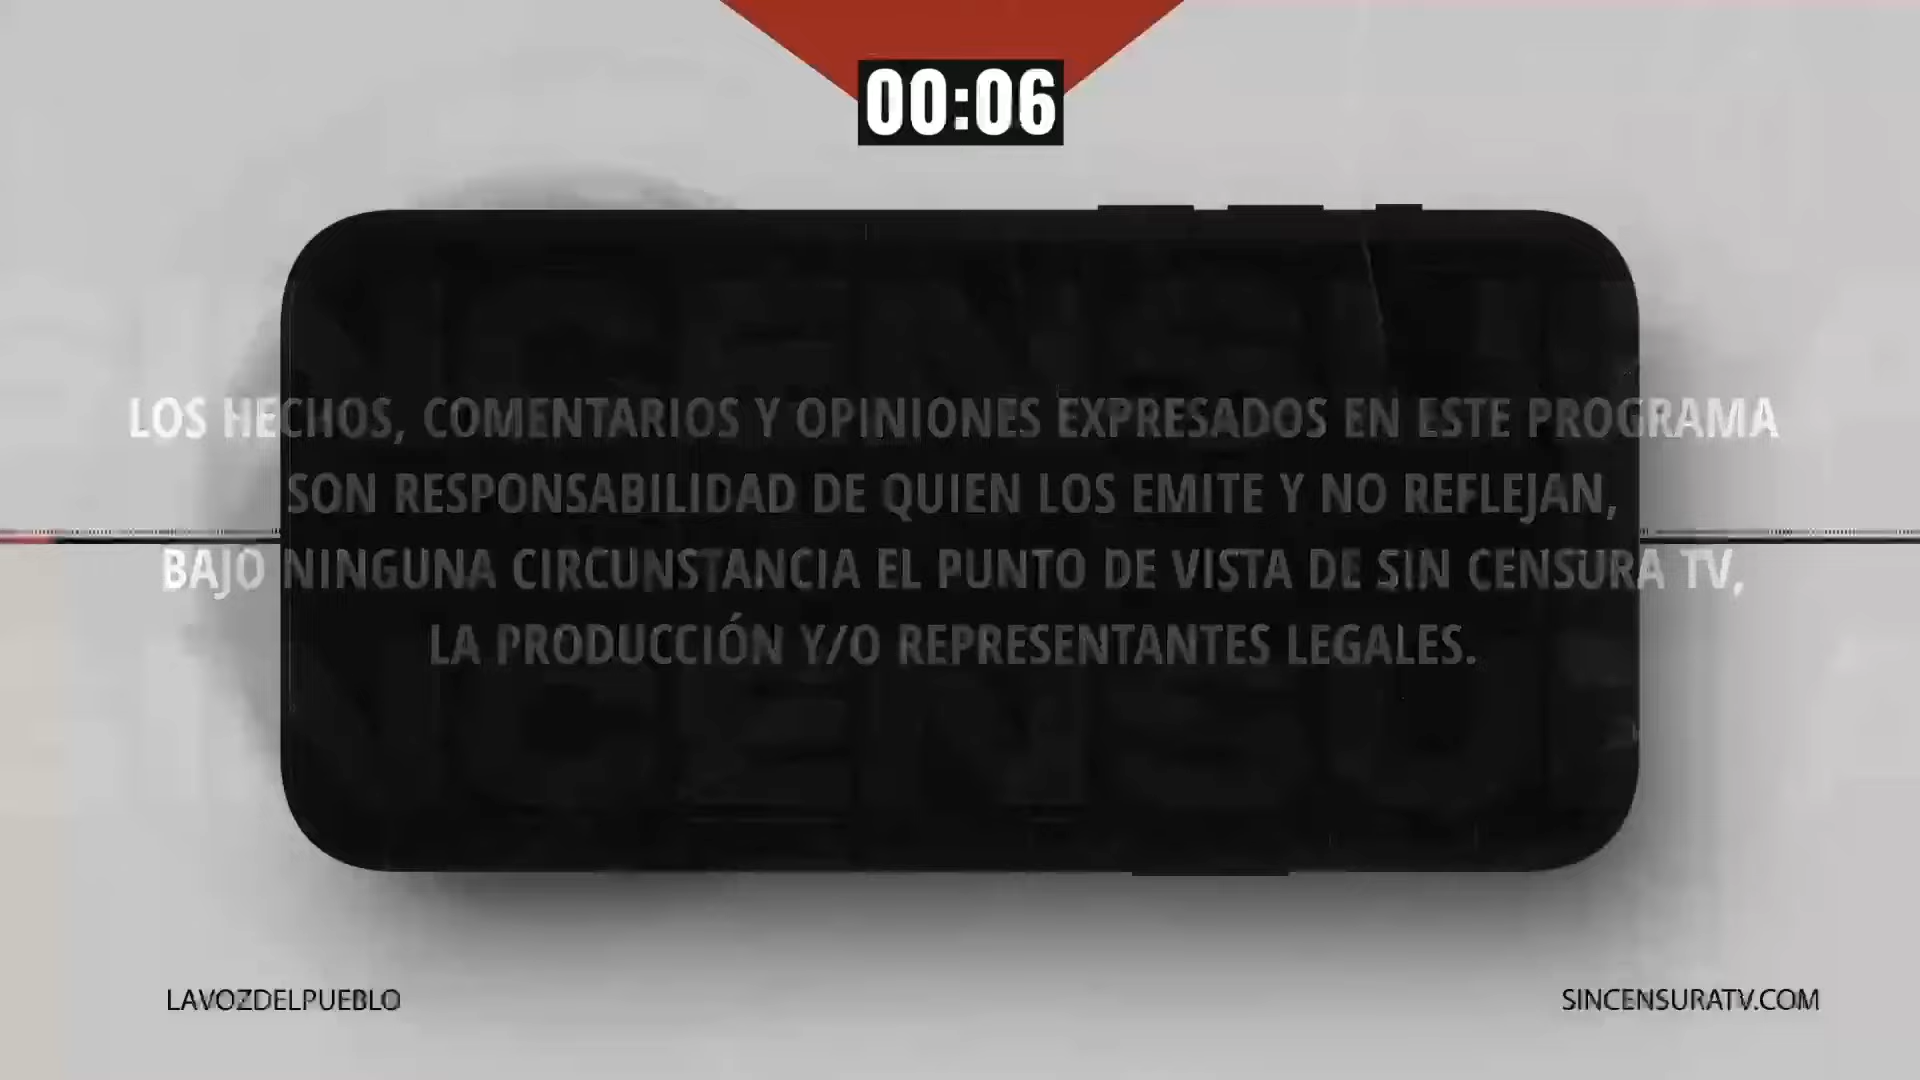 00:06
LOS HECHOS, COMENTARIOS Y OPINIONES EXPRESADOS EN ESTE PROGRAMA
SON RESPONSABILIDAD DE QUIEN LOS EMITE Y NO REFLEJAN,
BAJO NINGUNA CIRCUNSTANCIA EL PUNTO DE VISTA DE SIN CENSURA TV,
LA PRODUCCIÓN Y/O REPRESENTANTES LEGALES.
LAVOZDELPUEBLO
SINCENSURATV.COM